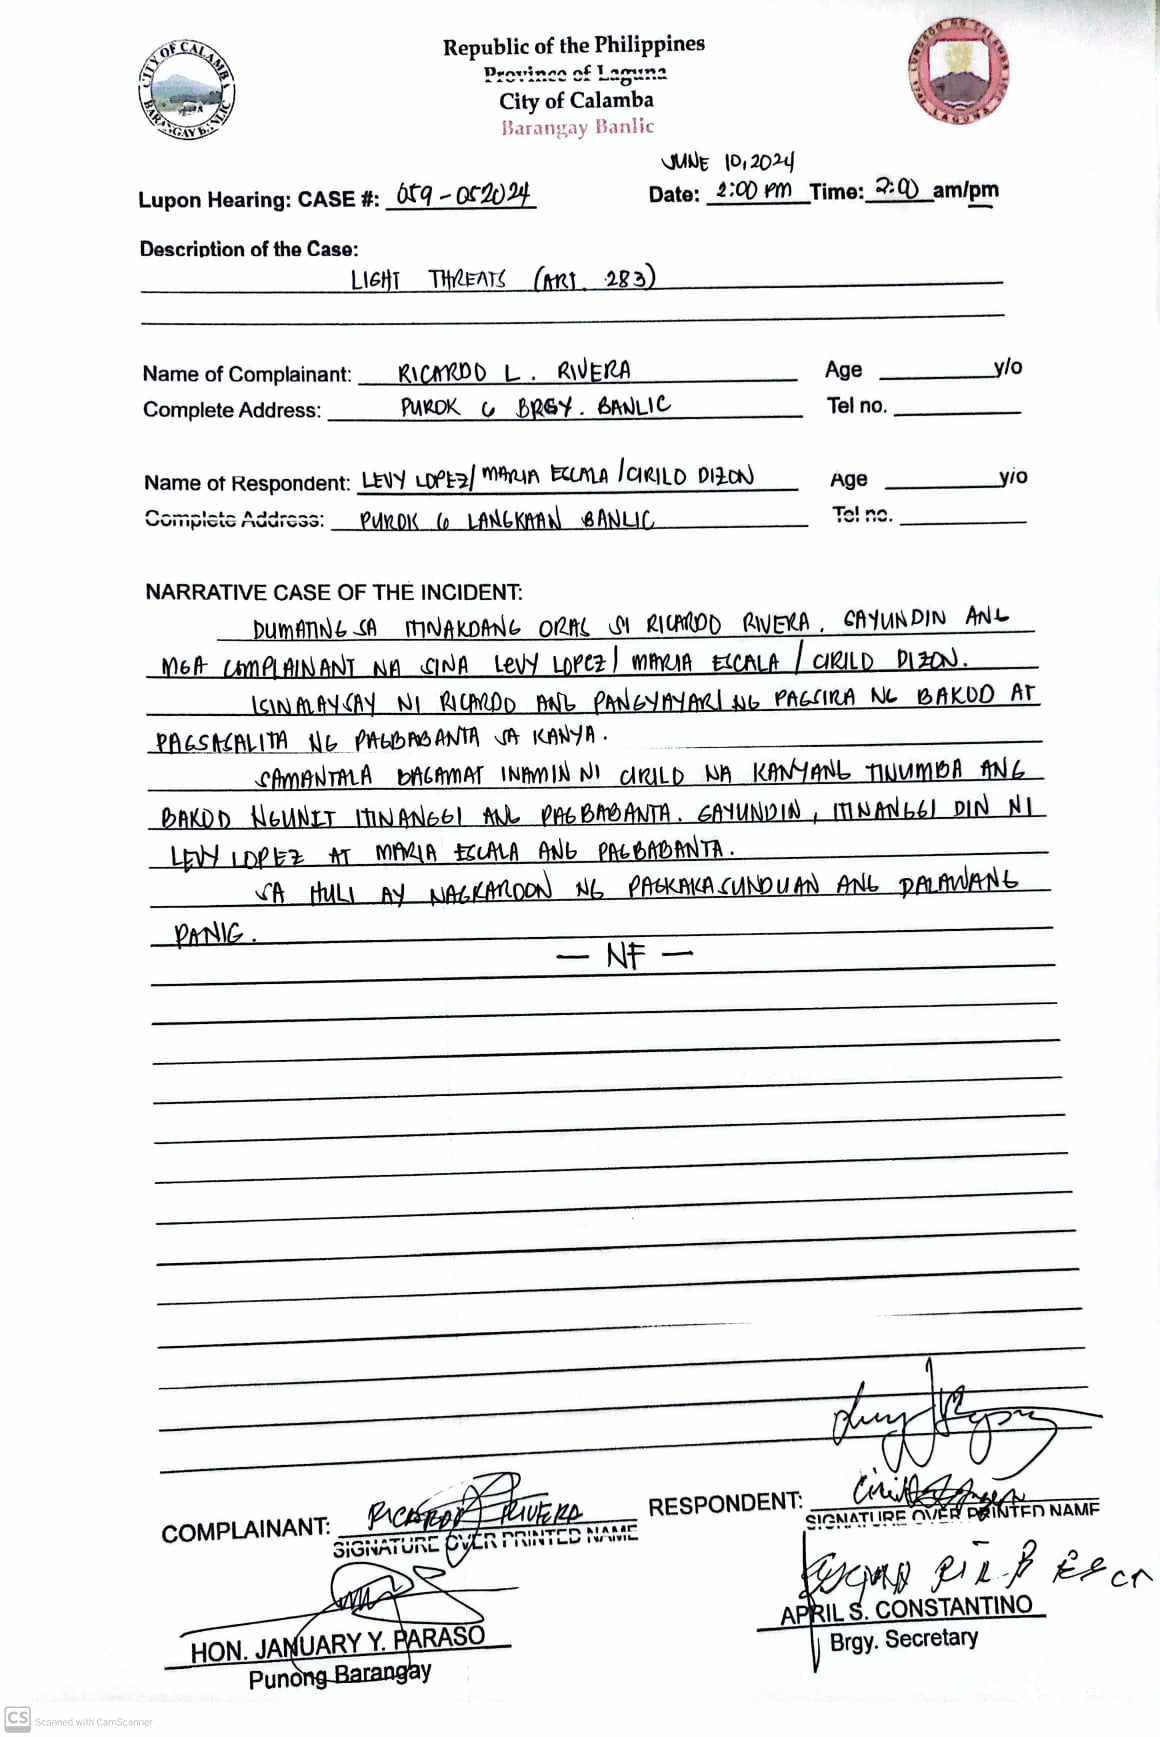 CITY OF CALAMBA
BARANGAY BANLIC
Republic of the Philippines
Province of Laguna
City of Calamba
Barangay Banlic
LAGUNA
JUNE 10, 2024
Lupon Hearing: CASE #: 059-052024 Date: 2:00 PM Time: 2:00 am/pm
Description of the Case:
LIGHT THREATS (ART. 283)
Name of Complainant: RICARDO L. RIVERA Age y/o
Complete Address: PUROK 6 BRGY. BANLIC Tel no.
Name of Respondent: LEVY LOPEZ/ MARIA ESCALA / CIRILO DIZON Age y/o
Complete Address: PUROK 6 LANGKAAN BANLIC Tel no.
NARRATIVE CASE OF THE INCIDENT:
DUMATING SA ITINAKDANG ORAS SI RICARDO RIVERA. GAYUNDIN ANG
MGA COMPLAINANT NA SINA LEVY LOPEZ / MARIA ESCALA / CIRILO DIZON.
ISINALAYSAY NI RICARDO ANG PANGYAYARI NG PAGSIRA NG BAKOD AT
PAGSASALITA NG PAGBABANTA SA KANYA.
SAMANTALA BAGAMAT INAMIN NI CIRILO NA KANYANG TINUMBA ANG
BAKOD NGUNIT ITINANGGI ANG PAGBABANTA. GAYUNDIN, ITINANGGI DIN NI
LEVY LOPEZ AT MARIA ESCALA ANG PAGBABANTA.
SA HULI AY NAGKAROON NG PAGKAKASUNDUAN ANG DALAWANG
PANIG.
— NF —
COMPLAINANT: RICARDO RIVERA RESPONDENT:
SIGNATURE OVER PRINTED NAME SIGNATURE OVER PRINTED NAME
HON. JANUARY Y. PARASO APRIL S. CONSTANTINO
Punong Barangay Brgy. Secretary
CS Scanned with CamScanner